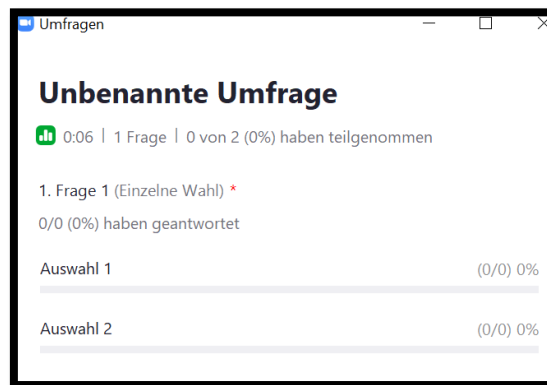 Umfragen
Unbenannte Umfrage
0:06 | 1 Frage | 0 von 2 (0%) haben teilgenommen
1. Frage 1 (Einzelne Wahl) *
0/0 (0%) haben geantwortet
Auswahl 1 (0/0) 0%
Auswahl 2 (0/0) 0%